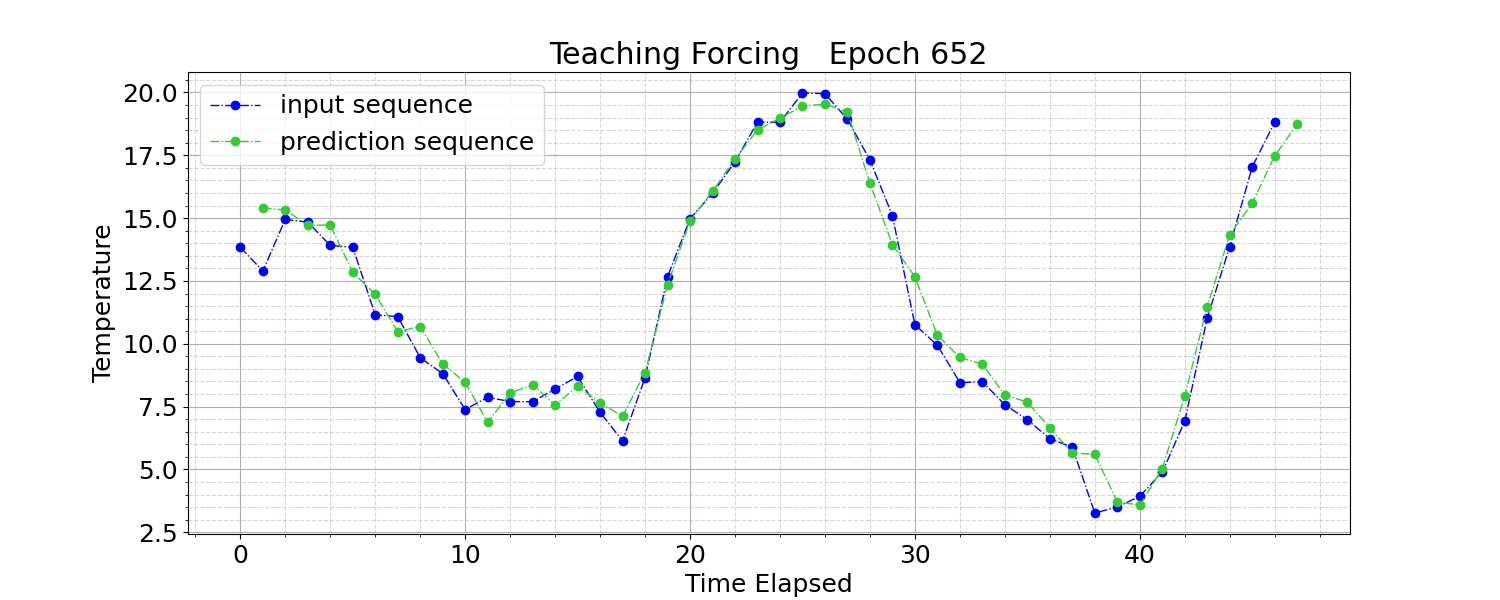 Teaching Forcing   Epoch 652
input sequence
prediction sequence
20.0
17.5
15.0
12.5
10.0
7.5
5.0
2.5
Temperature
0 10 20 30 40
Time Elapsed